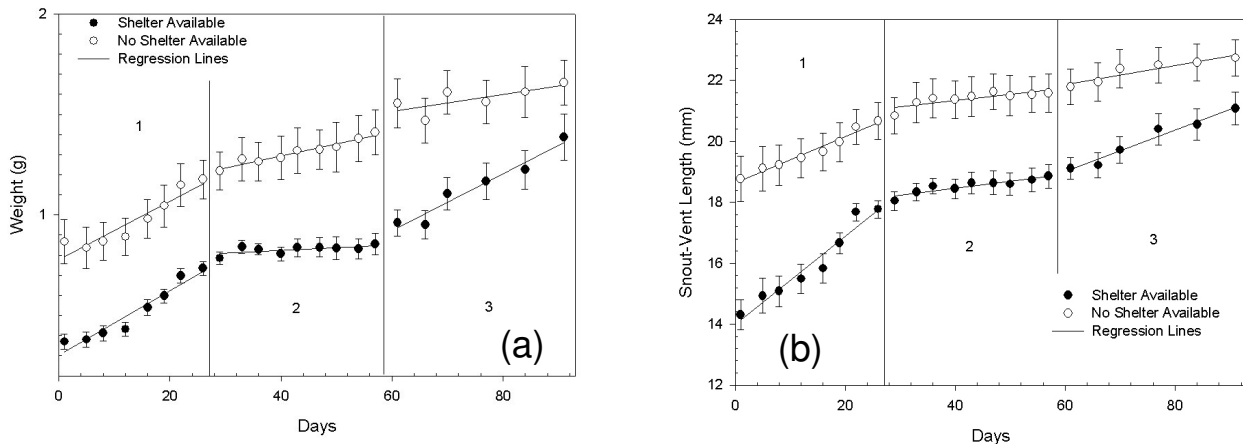 2
Shelter Available
No Shelter Available
Regression Lines
1
1
2
3
Weight (g)
(a)
0
20
40
60
80
Days
24
22
20
18
16
14
12
1
2
3
Shelter Available
No Shelter Available
Regression Lines
Snout-Vent Length (mm)
(b)
0
20
40
60
80
Days